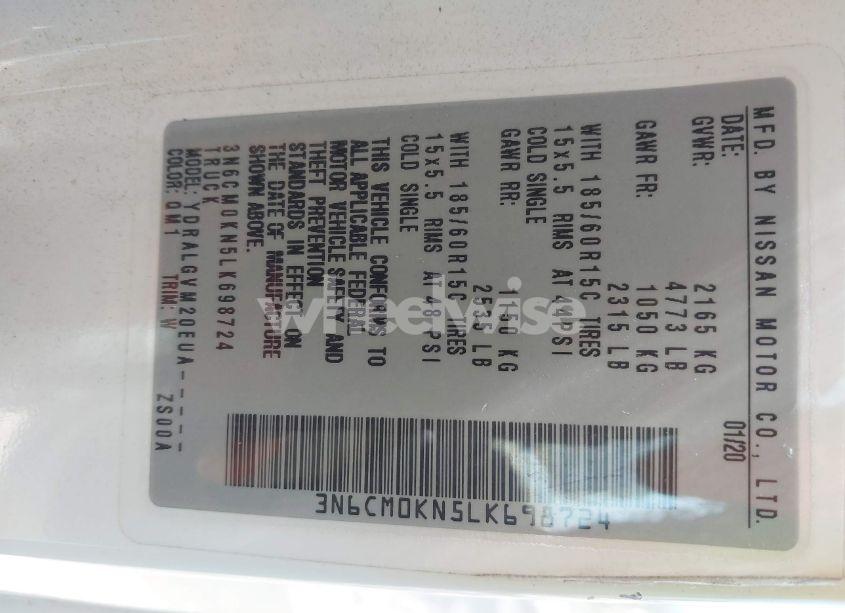 MFD. BY NISSAN MOTOR CO., LTD.
DATE: 01/20
GVWR: 2165 KG
4773 LB
GAWR FR: 1050 KG
2315 LB
WITH 185/60R15C TIRES
15x5.5 RIMS AT 44 PSI
COLD SINGLE
GAWR RR: 1150 KG
2535 LB
WITH 185/60R15C TIRES
15x5.5 RIMS AT 48 PSI
COLD SINGLE
THIS VEHICLE CONFORMS TO
ALL APPLICABLE FEDERAL
MOTOR VEHICLE SAFETY AND
THEFT PREVENTION
STANDARDS IN EFFECT ON
THE DATE OF MANUFACTURE
SHOWN ABOVE.
3N6CM0KN5LK698724
TRUCK
MODEL: YDRALGVM20EUA-----
COLOR: QM1 TRIM: W ZS00A
3N6CM0KN5LK698724
wheelwise